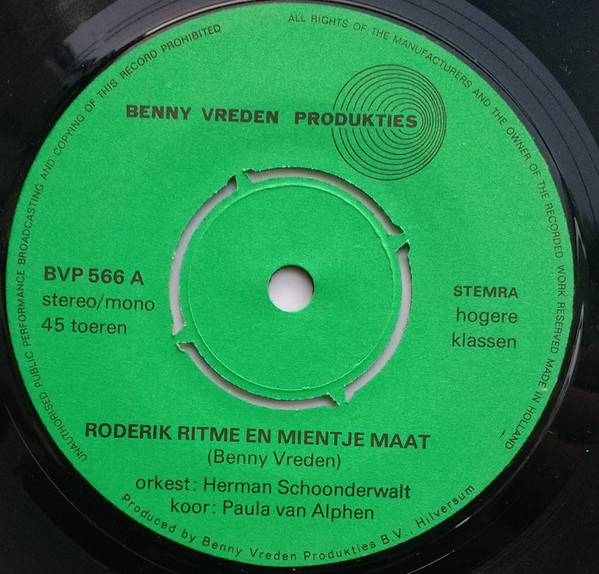 ALL RIGHTS OF THE MANUFACTURERS AND THE OWNER OF THE RECORDED WORK RESERVED MADE IN HOLLAND
UNAUTHORISED PUBLIC PERFORMANCE BROADCASTING AND COPYING OF THIS RECORD PROHIBITED
BENNY VREDEN PRODUKTIES
BVP 566 A
stereo/mono
45 toeren
STEMRA
hogere
klassen
RODERIK RITME EN MIENTJE MAAT
(Benny Vreden)
orkest: Herman Schoonderwalt
koor: Paula van Alphen
Produced by Benny Vreden Produkties B.V., Hilversum